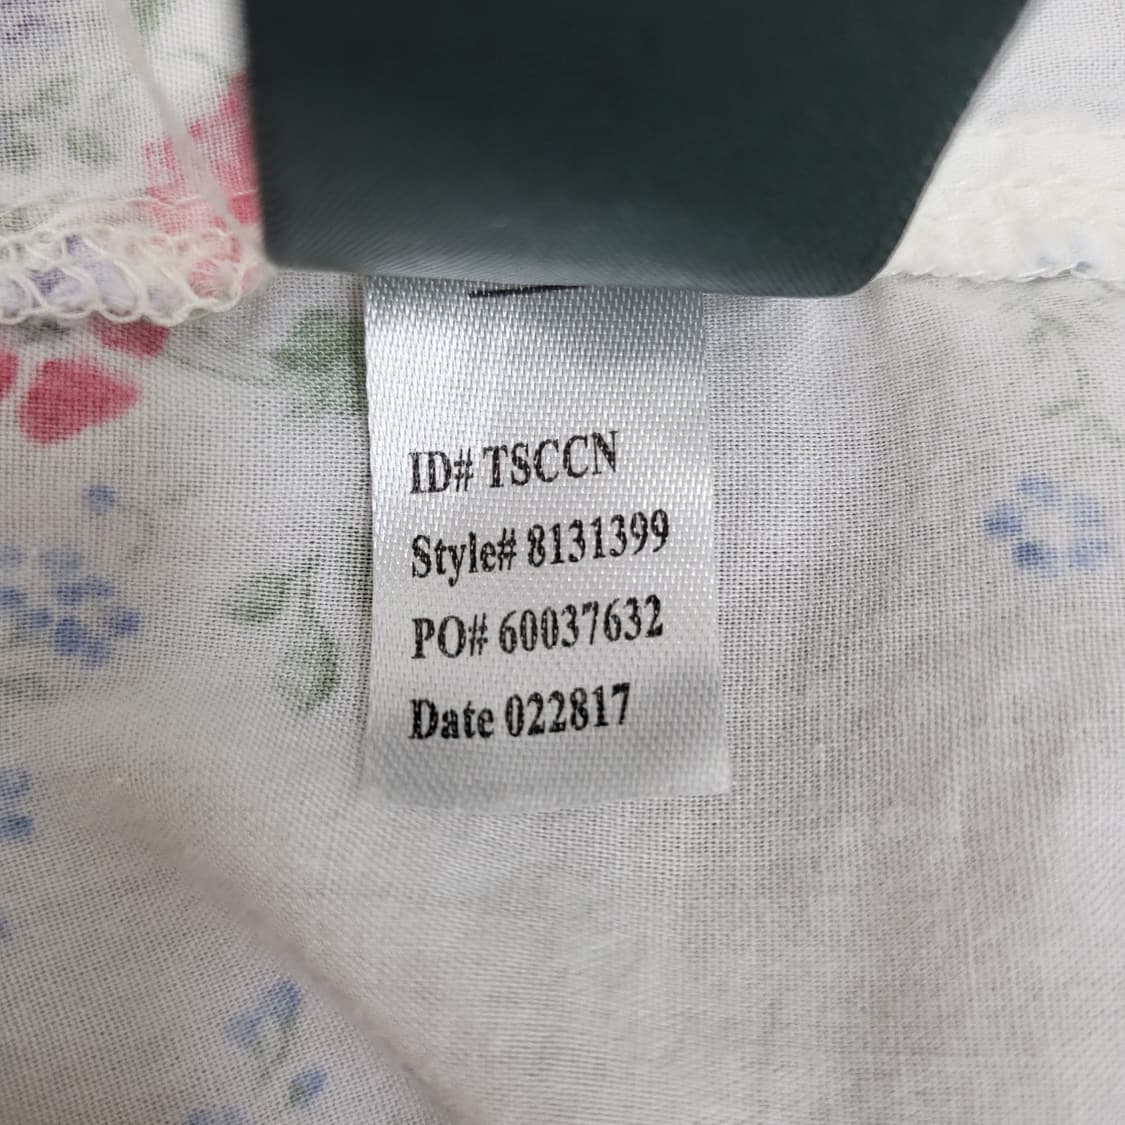 ID# TSCCN
Style# 8131399
PO# 60037632
Date 022817